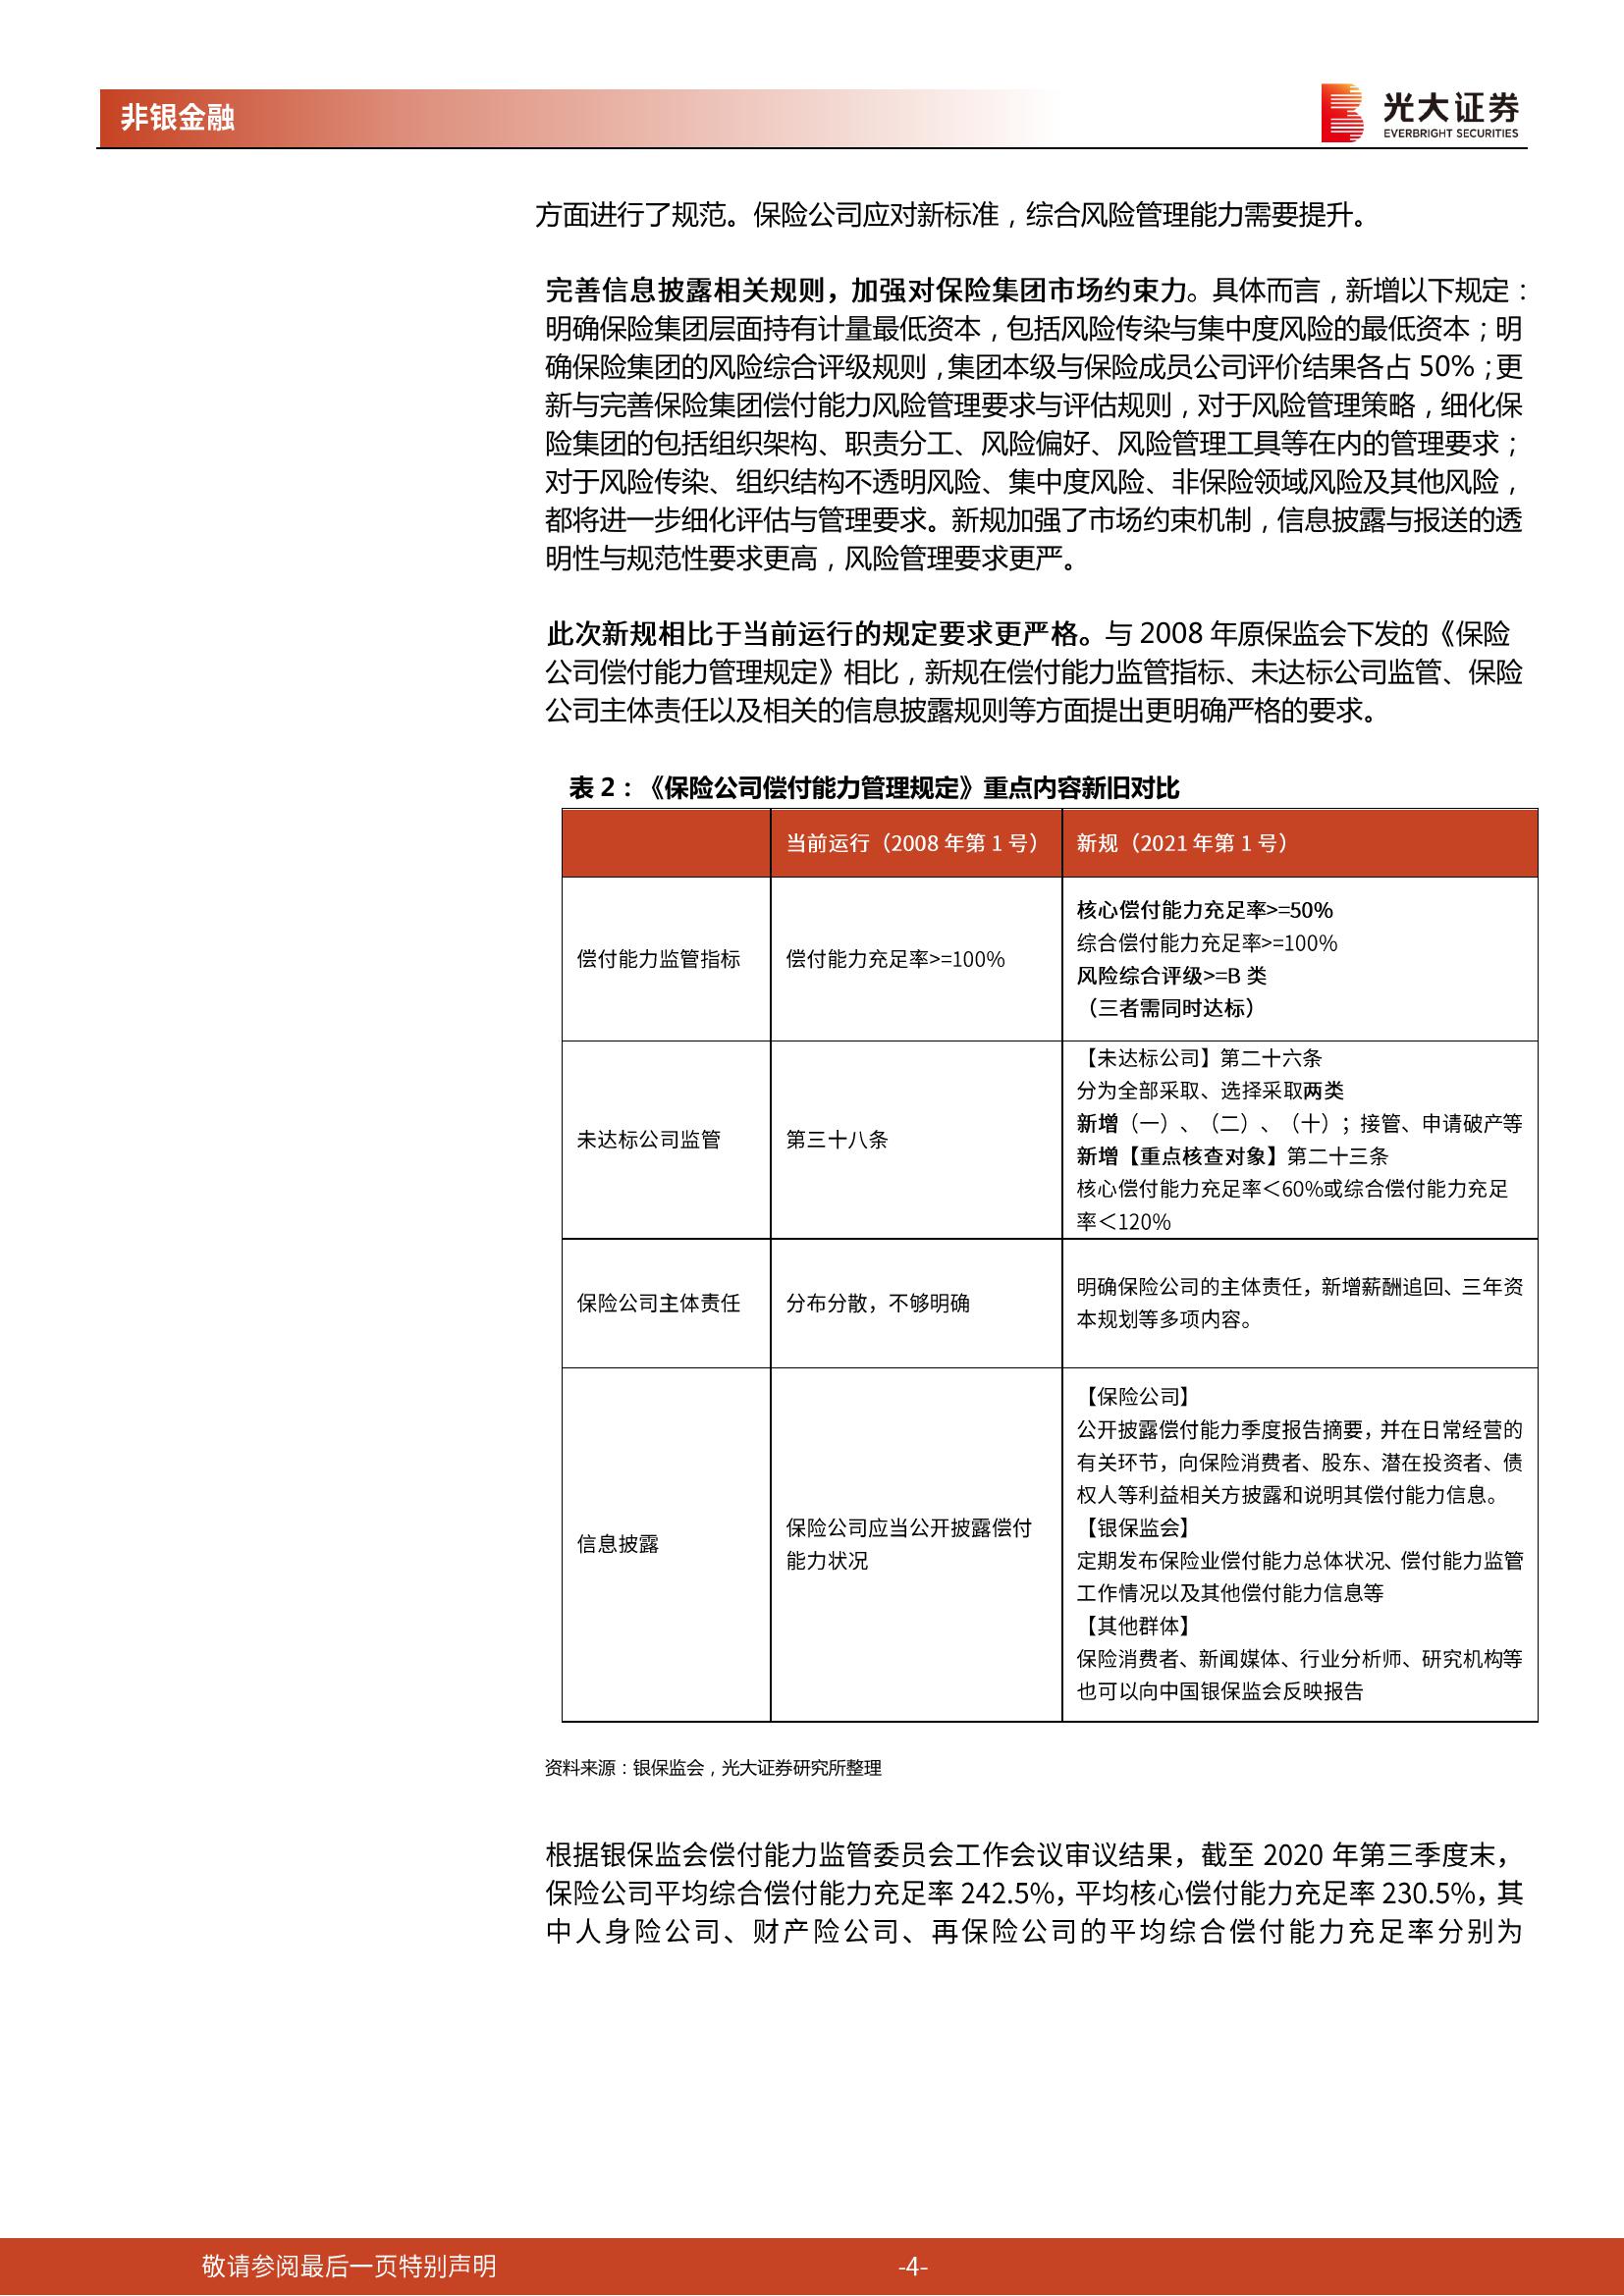 非银金融
光大证券
EVERBRIGHT SECURITIES
方面进行了规范。保险公司应对新标准，综合风险管理能力需要提升。
完善信息披露相关规则，加强对保险集团市场约束力。具体而言，新增以下规定：
明确保险集团层面持有计量最低资本，包括风险传染与集中度风险的最低资本；明
确保险集团的风险综合评级规则，集团本级与保险成员公司评价结果各占 50%；更
新与完善保险集团偿付能力风险管理要求与评估规则，对于风险管理策略，细化保
险集团的包括组织架构、职责分工、风险偏好、风险管理工具等在内的管理要求；
对于风险传染、组织结构不透明风险、集中度风险、非保险领域风险及其他风险，
都将进一步细化评估与管理要求。新规加强了市场约束机制，信息披露与报送的透
明性与规范性要求更高，风险管理要求更严。
此次新规相比于当前运行的规定要求更严格。与 2008 年原保监会下发的《保险
公司偿付能力管理规定》相比，新规在偿付能力监管指标、未达标公司监管、保险
公司主体责任以及相关的信息披露规则等方面提出更明确严格的要求。
表 2：《保险公司偿付能力管理规定》重点内容新旧对比
当前运行（2008 年第 1 号）
新规（2021 年第 1 号）
偿付能力监管指标
偿付能力充足率>=100%
核心偿付能力充足率>=50%
综合偿付能力充足率>=100%
风险综合评级>=B 类
（三者需同时达标）
未达标公司监管
第三十八条
【未达标公司】第二十六条
分为全部采取、选择采取两类
新增（一）、（二）、（十）；接管、申请破产等
新增【重点核查对象】第二十三条
核心偿付能力充足率＜60%或综合偿付能力充足
率＜120%
保险公司主体责任
分布分散，不够明确
明确保险公司的主体责任，新增薪酬追回、三年资
本规划等多项内容。
信息披露
保险公司应当公开披露偿付
能力状况
【保险公司】
公开披露偿付能力季度报告摘要，并在日常经营的
有关环节，向保险消费者、股东、潜在投资者、债
权人等利益相关方披露和说明其偿付能力信息。
【银保监会】
定期发布保险业偿付能力总体状况、偿付能力监管
工作情况以及其他偿付能力信息等
【其他群体】
保险消费者、新闻媒体、行业分析师、研究机构等
也可以向中国银保监会反映报告
资料来源：银保监会，光大证券研究所整理
根据银保监会偿付能力监管委员会工作会议审议结果，截至 2020 年第三季度末，
保险公司平均综合偿付能力充足率 242.5%，平均核心偿付能力充足率 230.5%，其
中人身险公司、财产险公司、再保险公司的平均综合偿付能力充足率分别为
敬请参阅最后一页特别声明
-4-